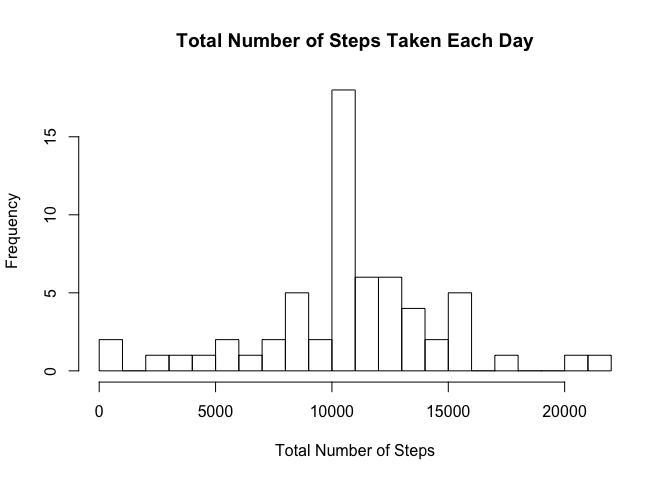 Total Number of Steps Taken Each Day
15
10
5
0
Frequency
0 5000 10000 15000 20000
Total Number of Steps